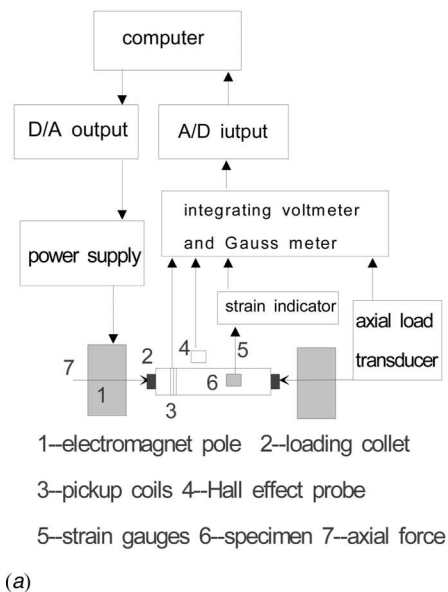 computer
D/A output
A/D iutput
integrating voltmeter
and Gauss meter
power supply
strain indicator
axial load
transducer
2
4
5
7
1
6
3
1--electromagnet pole 2--loading collet
3--pickup coils 4--Hall effect probe
5--strain gauges 6--specimen 7--axial force
(a)